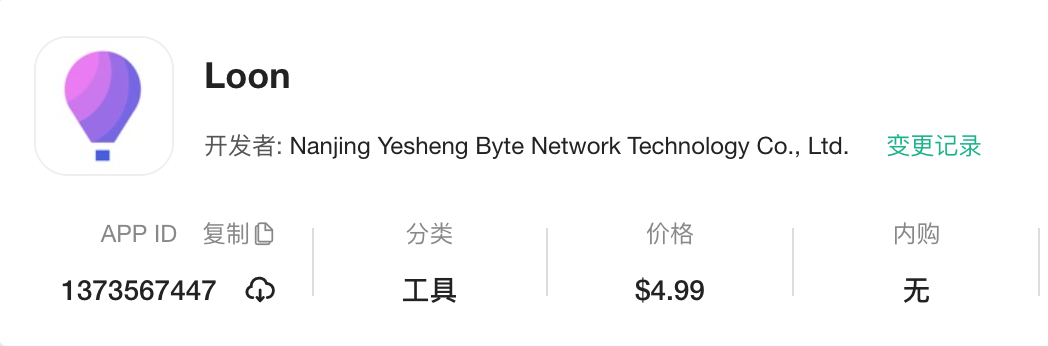 Loon
开发者: Nanjing Yesheng Byte Network Technology Co., Ltd. 变更记录
APP ID 复制 分类 价格 内购
1373567447 工具 $4.99 无